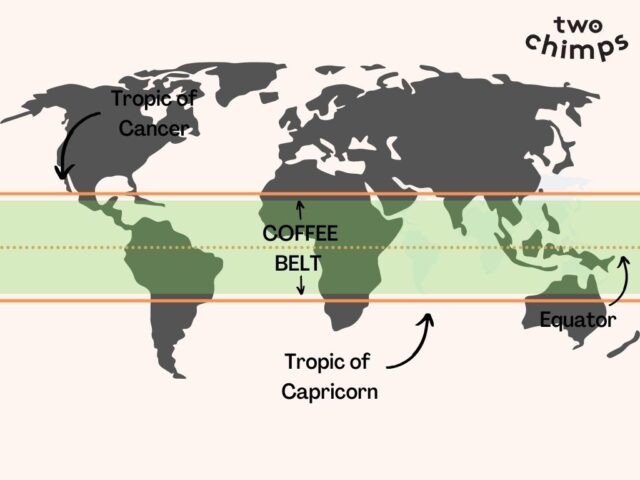 two
chimps
Tropic of
Cancer
COFFEE
BELT
Equator
Tropic of
Capricorn